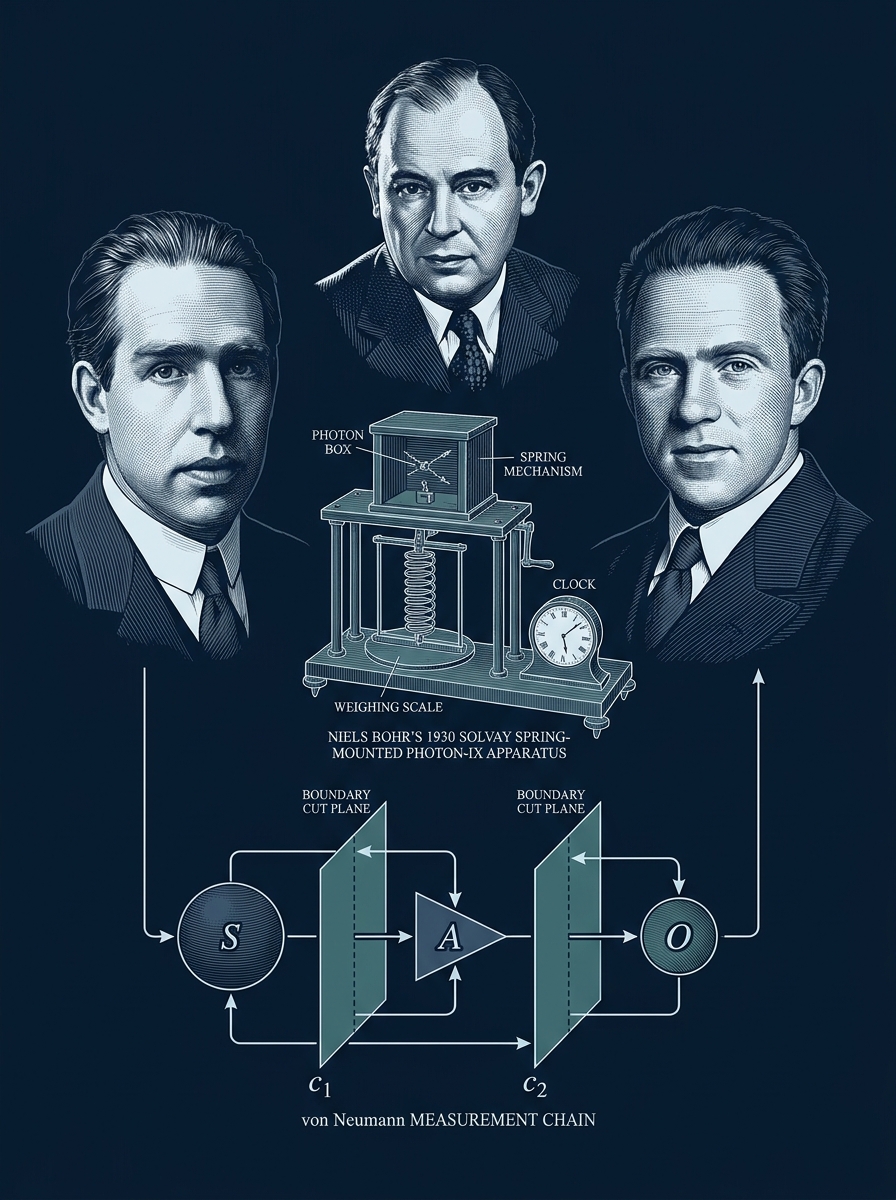 PHOTON
BOX
SPRING
MECHANISM
CLOCK
WEIGHING SCALE
NIELS BOHR'S 1930 SOLVAY SPRING-
MOUNTED PHOTON-IX APPARATUS
BOUNDARY
CUT PLANE
BOUNDARY
CUT PLANE
S
A
O
c1
c2
von Neumann MEASUREMENT CHAIN